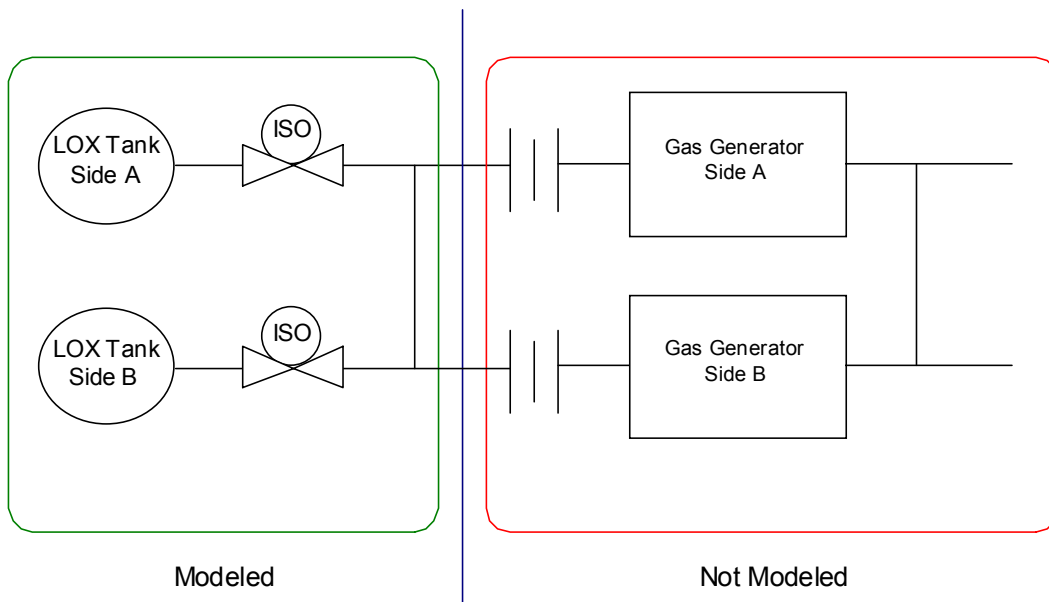 ISO
LOX Tank
Side A
Gas Generator
Side A
ISO
LOX Tank
Side B
Gas Generator
Side B
Modeled
Not Modeled